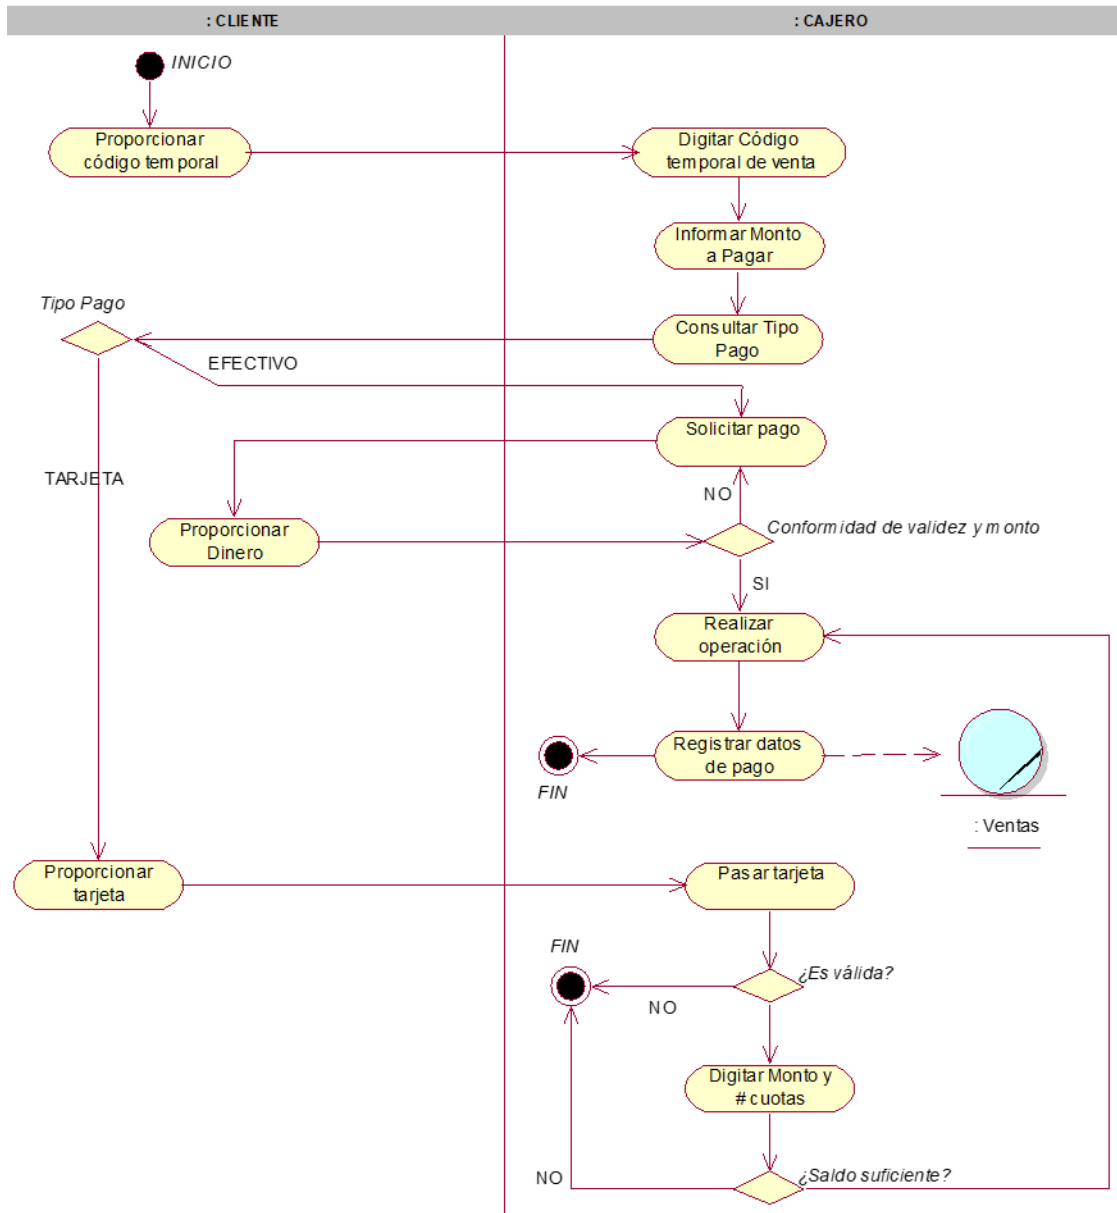 : CLIENTE
: CAJERO
INICIO
Proporcionar
código temporal
Digitar Código
temporal de venta
Informar Monto
a Pagar
Tipo Pago
Consultar Tipo
Pago
EFECTIVO
Solicitar pago
TARJETA
NO
Proporcionar
Dinero
Conformidad de validez y monto
SI
Realizar
operación
Registrar datos
de pago
FIN
: Ventas
Proporcionar
tarjeta
Pasar tarjeta
FIN
¿Es válida?
NO
Digitar Monto y
# cuotas
NO
¿Saldo suficiente?